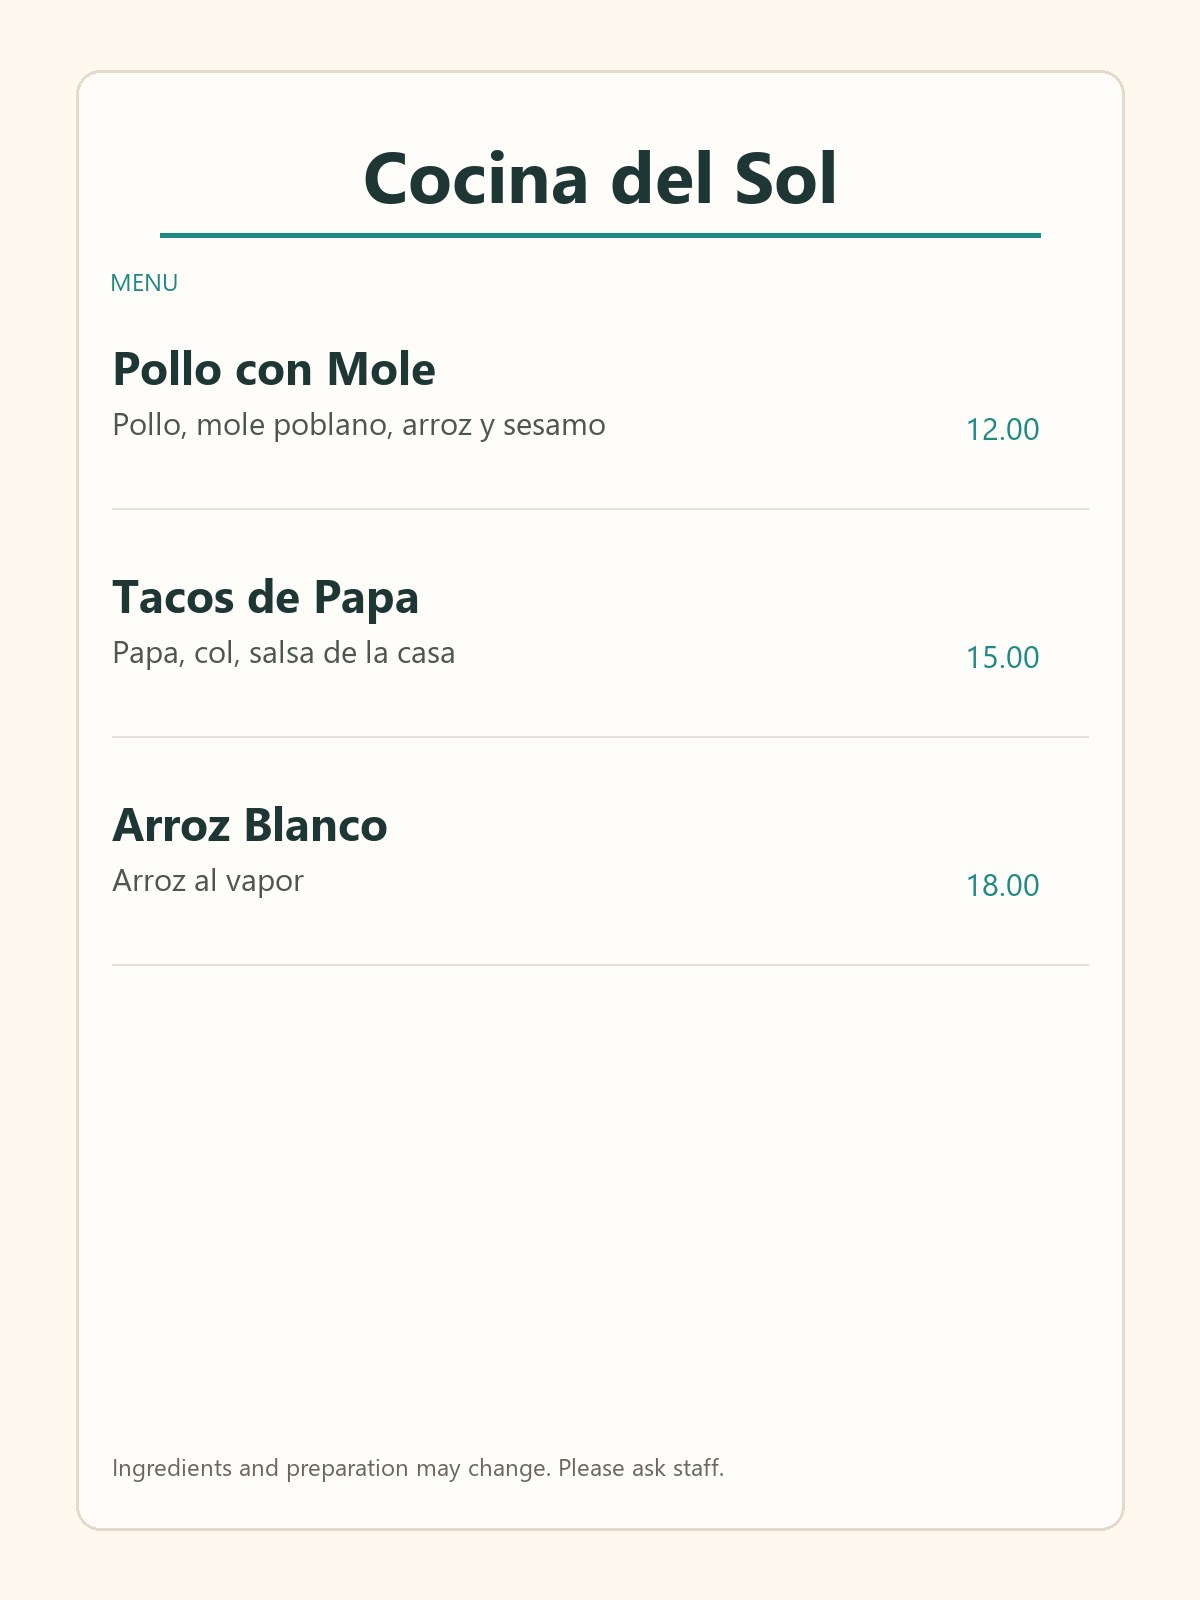 Cocina del Sol
MENU
Pollo con Mole
Pollo, mole poblano, arroz y sesamo
12.00
Tacos de Papa
Papa, col, salsa de la casa
15.00
Arroz Blanco
Arroz al vapor
18.00
Ingredients and preparation may change. Please ask staff.